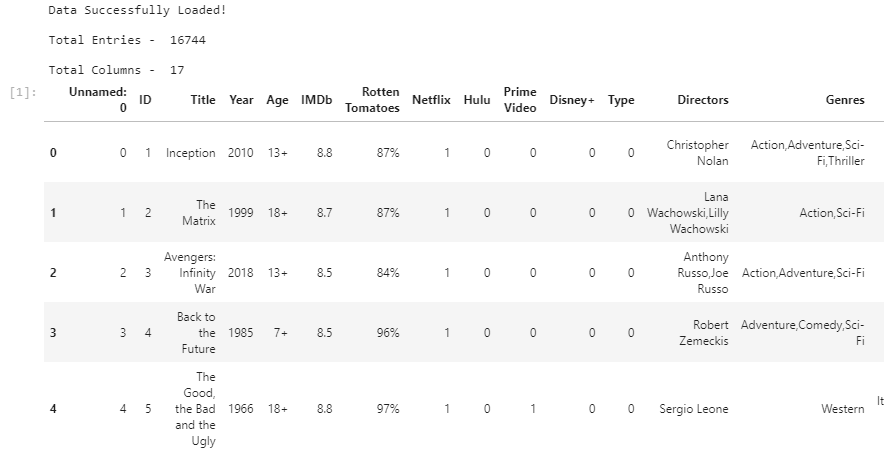 Data Successfully Loaded!
Total Entries -  16744
Total Columns -  17
[1]:
Unnamed: 0 ID Title Year Age IMDb Rotten Tomatoes Netflix Hulu Prime Video Disney+ Type Directors Genres
0 0 1 Inception 2010 13+ 8.8 87% 1 0 0 0 0 Christopher Nolan Action,Adventure,Sci-Fi,Thriller
1 1 2 The Matrix 1999 18+ 8.7 87% 1 0 0 0 0 Lana Wachowski,Lilly Wachowski Action,Sci-Fi
2 2 3 Avengers: Infinity War 2018 13+ 8.5 84% 1 0 0 0 0 Anthony Russo,Joe Russo Action,Adventure,Sci-Fi
3 3 4 Back to the Future 1985 7+ 8.5 96% 1 0 0 0 0 Robert Zemeckis Adventure,Comedy,Sci-Fi
4 4 5 The Good, the Bad and the Ugly 1966 18+ 8.8 97% 1 0 1 0 0 Sergio Leone Western It